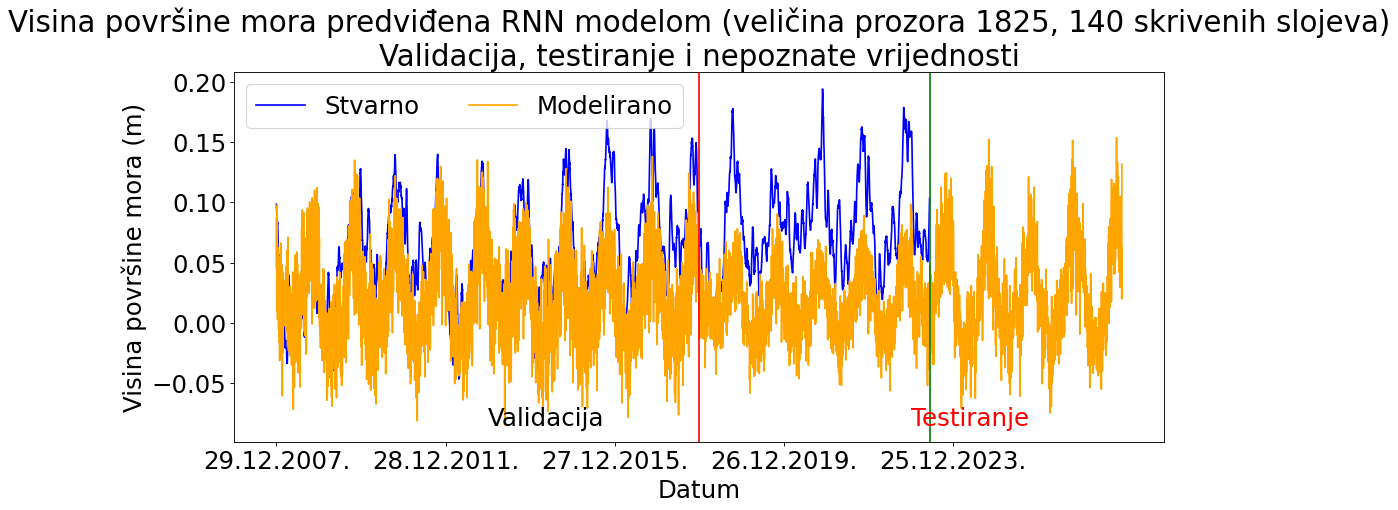 Visina površine mora predviđena RNN modelom (veličina prozora 1825, 140 skrivenih slojeva)
Validacija, testiranje i nepoznate vrijednosti
Stvarno
Modelirano
Visina površine mora (m)
0.20
0.15
0.10
0.05
0.00
−0.05
Validacija
Testiranje
29.12.2007.
28.12.2011.
27.12.2015.
26.12.2019.
25.12.2023.
Datum